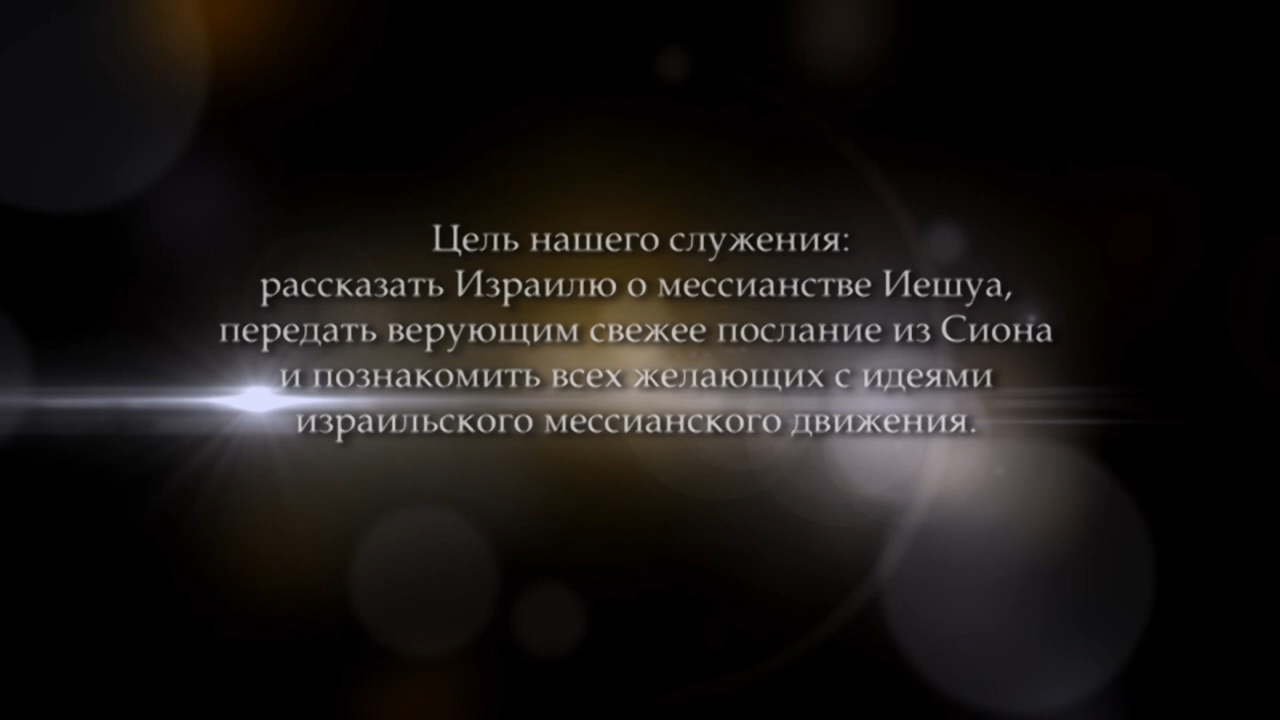 Цель нашего служения:
рассказать Израилю о мессианстве Иешуа,
передать верующим свежее послание из Сиона
и познакомить всех желающих с идеями
израильского мессианского движения.